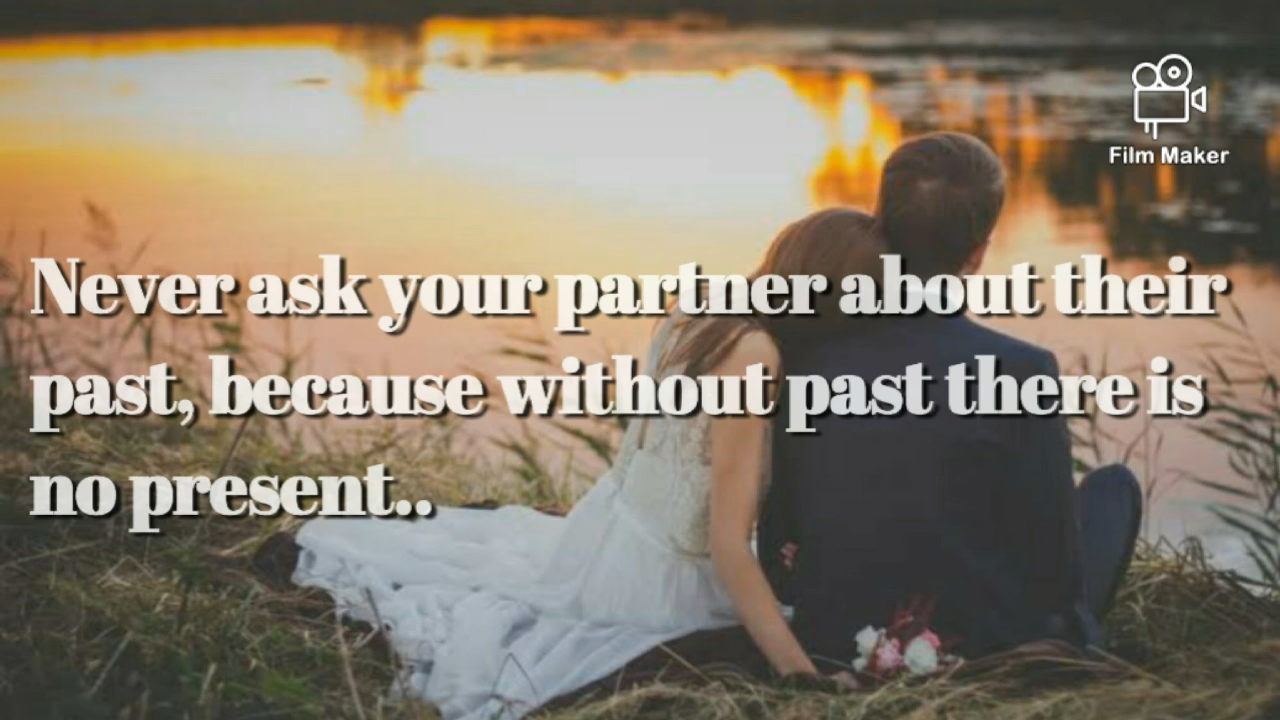 Film Maker
Never ask your partner about their
past, because without past there is
no present..